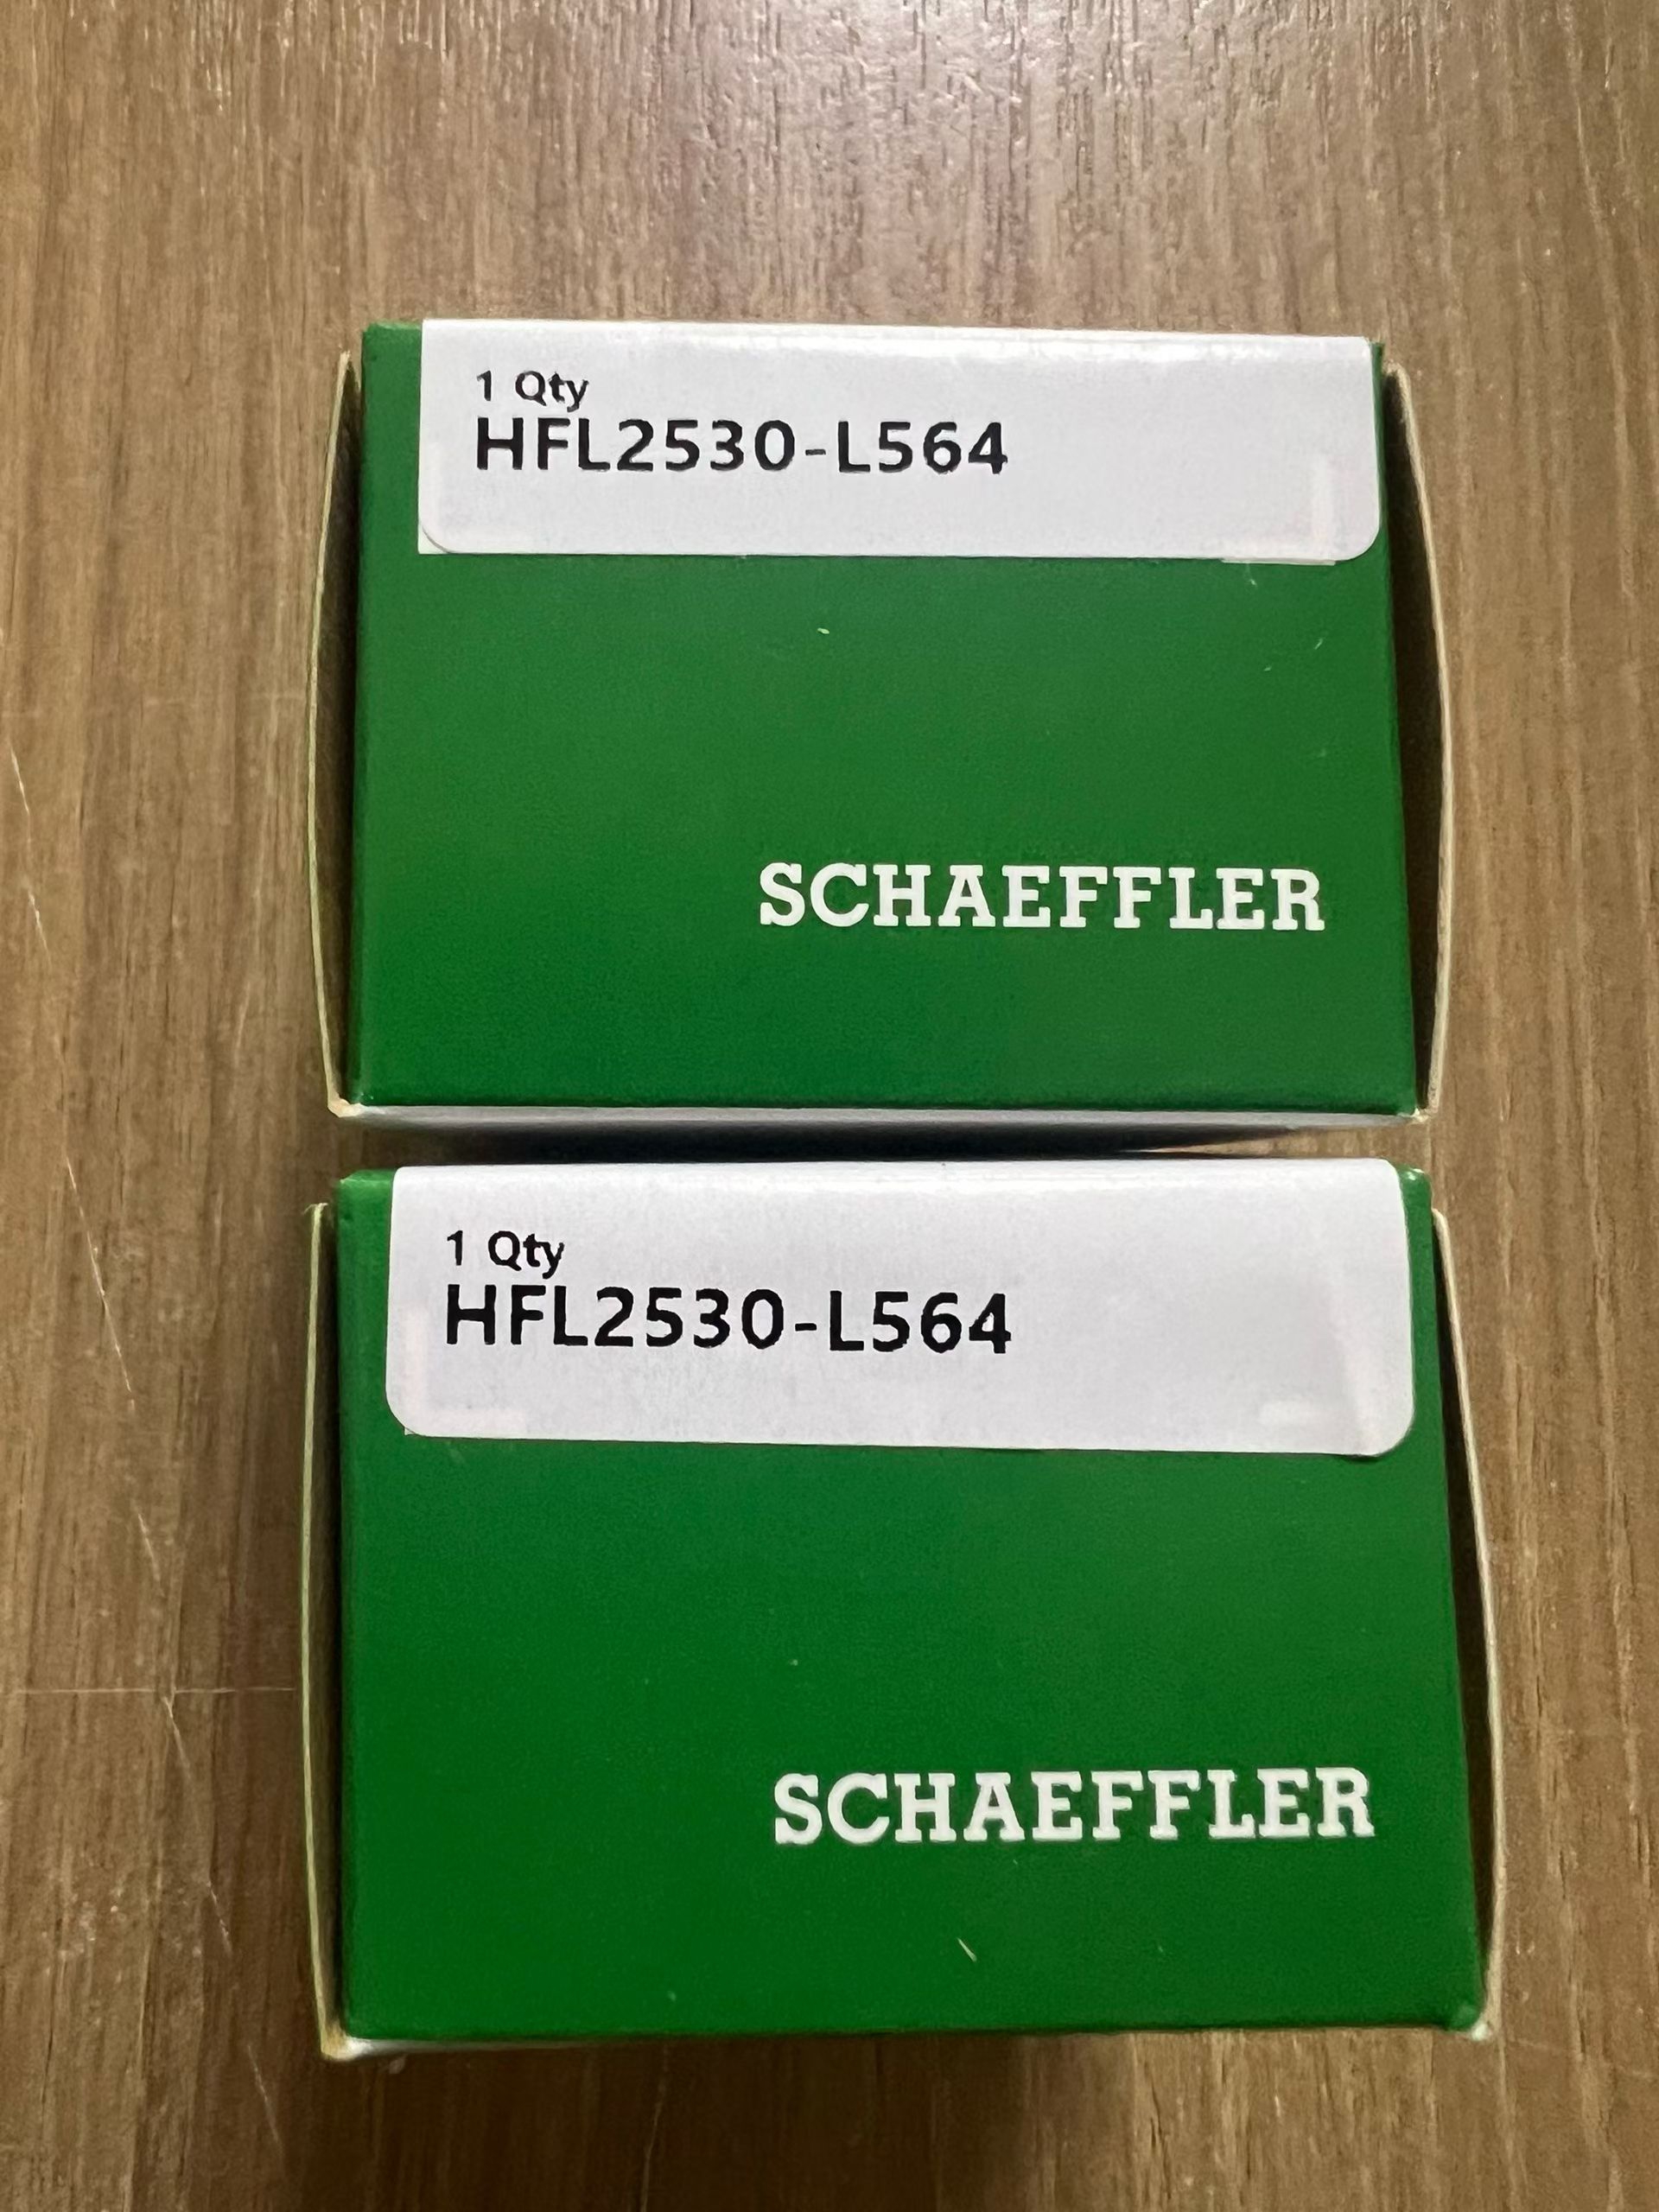 1 Qty
HFL2530-L564
SCHAEFFLER
1 Qty
HFL2530-L564
SCHAEFFLER